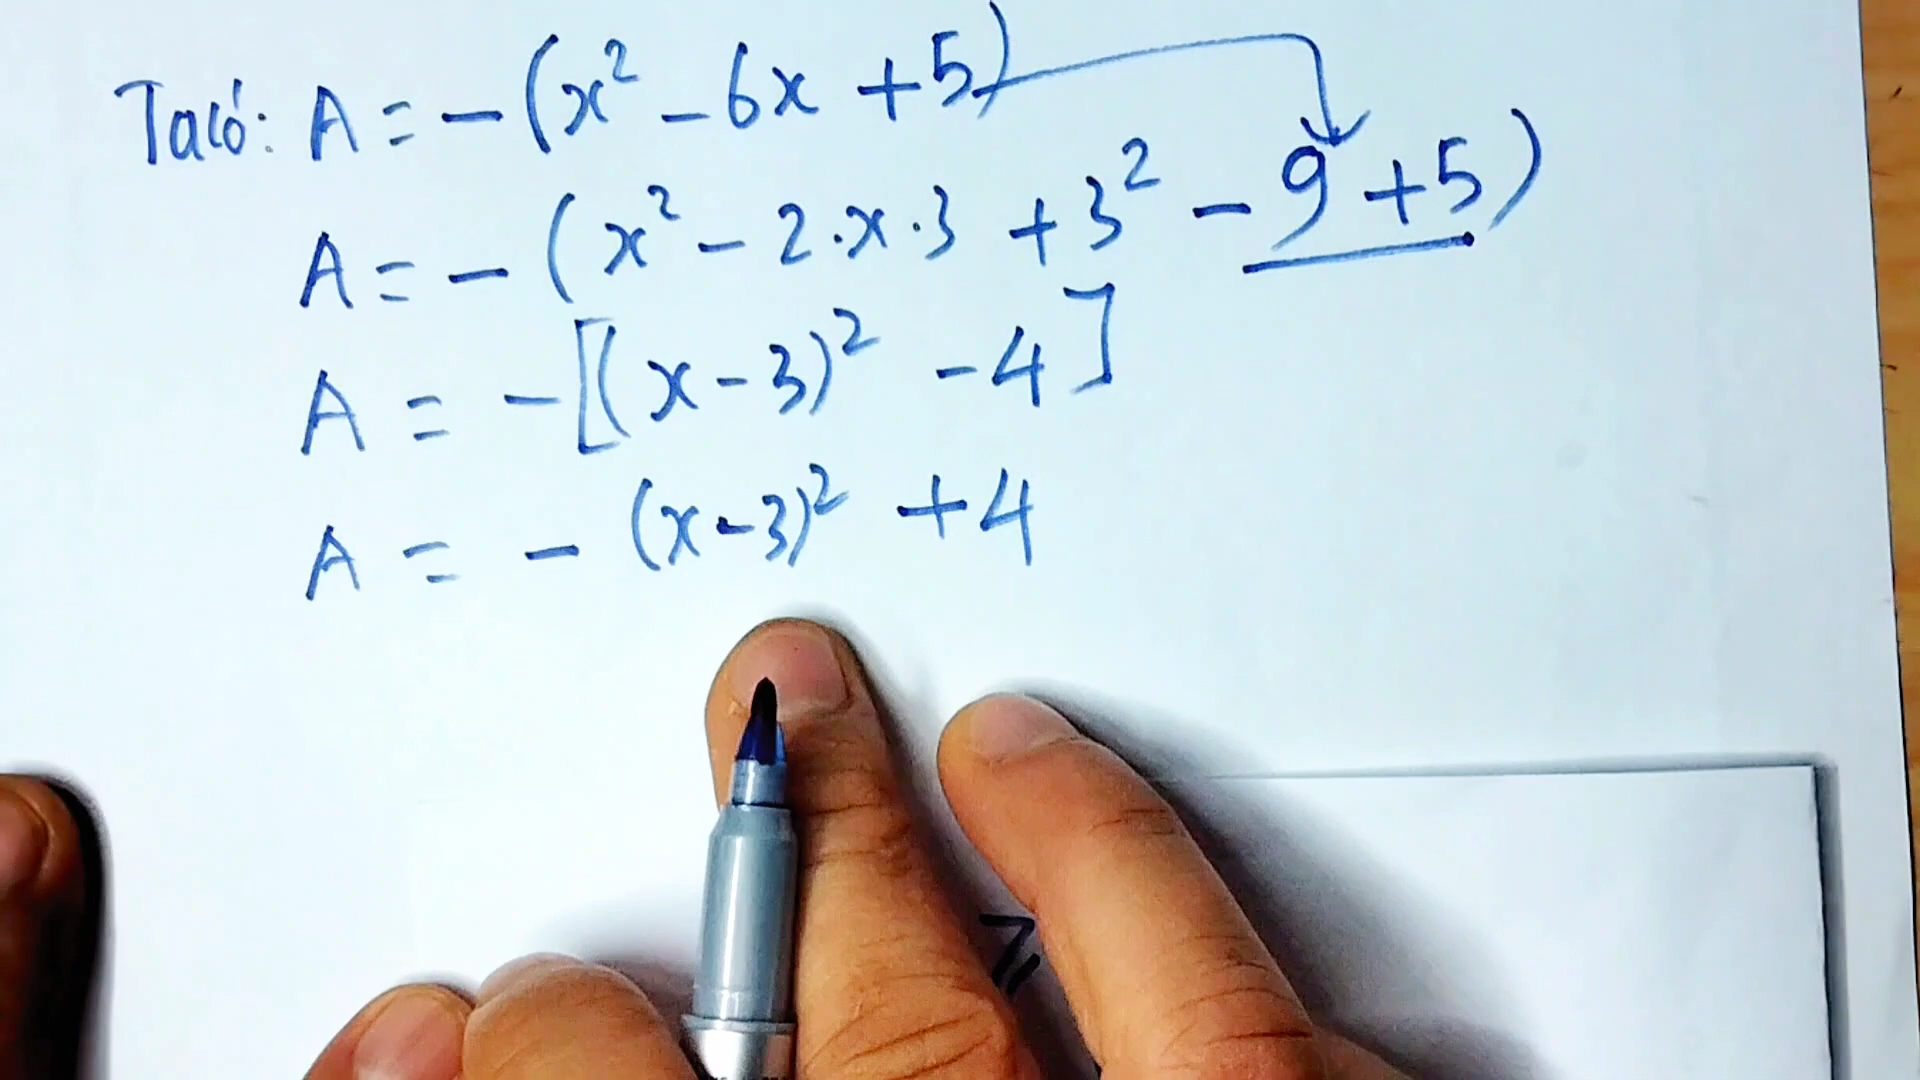 Ta có: A = - (x² - 6x + 5)
A = - (x² - 2.x.3 + 3² - 9 + 5)
A = - [(x - 3)² - 4]
A = - (x - 3)² + 4